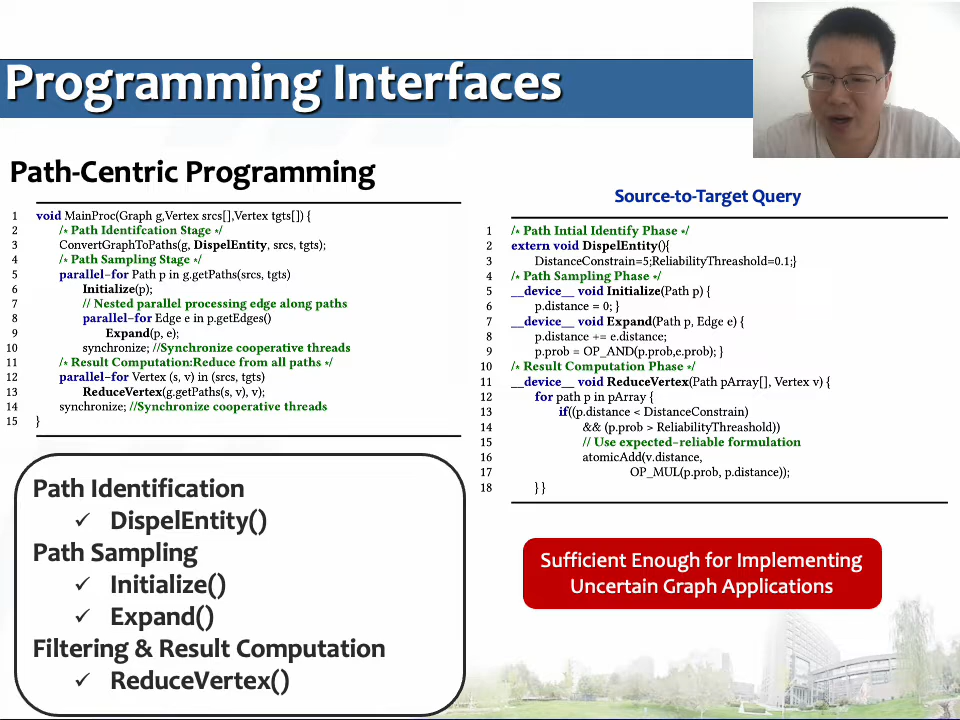 Programming Interfaces
Path-Centric Programming
1 void MainProc(Graph g,Vertex srcs[],Vertex tgts[]) {
2 /* Path Identifcation Stage */
3 ConvertGraphToPaths(g, DispelEntity, srcs, tgts);
4 /* Path Sampling Stage */
5 parallel-for Path p in g.getPaths(srcs, tgts)
6 Initialize(p);
7 // Nested parallel processing edge along paths
8 parallel-for Edge e in p.getEdges()
9 Expand(p, e);
10 synchronize; //Synchronize cooperative threads
11 /* Result Computation:Reduce from all paths */
12 parallel-for Vertex (s, v) in (srcs, tgts)
13 ReduceVertex(g.getPaths(s, v), v);
14 synchronize; //Synchronize cooperative threads
15 }
Path Identification
✓ DispelEntity()
Path Sampling
✓ Initialize()
✓ Expand()
Filtering & Result Computation
✓ ReduceVertex()
Source-to-Target Query
1 /* Path Intial Identify Phase */
2 extern void DispelEntity(){
3 DistanceConstrain=5;ReliabilityThreashold=0.1;}
4 /* Path Sampling Phase */
5 __device__ void Initialize(Path p) {
6 p.distance = 0; }
7 __device__ void Expand(Path p, Edge e) {
8 p.distance += e.distance;
9 p.prob = OP_AND(p.prob,e.prob); }
10 /* Result Computation Phase */
11 __device__ void ReduceVertex(Path pArray[], Vertex v) {
12 for path p in pArray {
13 if((p.distance < DistanceConstrain)
14 && (p.prob > ReliabilityThreashold))
15 // Use expected-reliable formulation
16 atomicAdd(v.distance,
17 OP_MUL(p.prob, p.distance));
18 } }
Sufficient Enough for Implementing
Uncertain Graph Applications